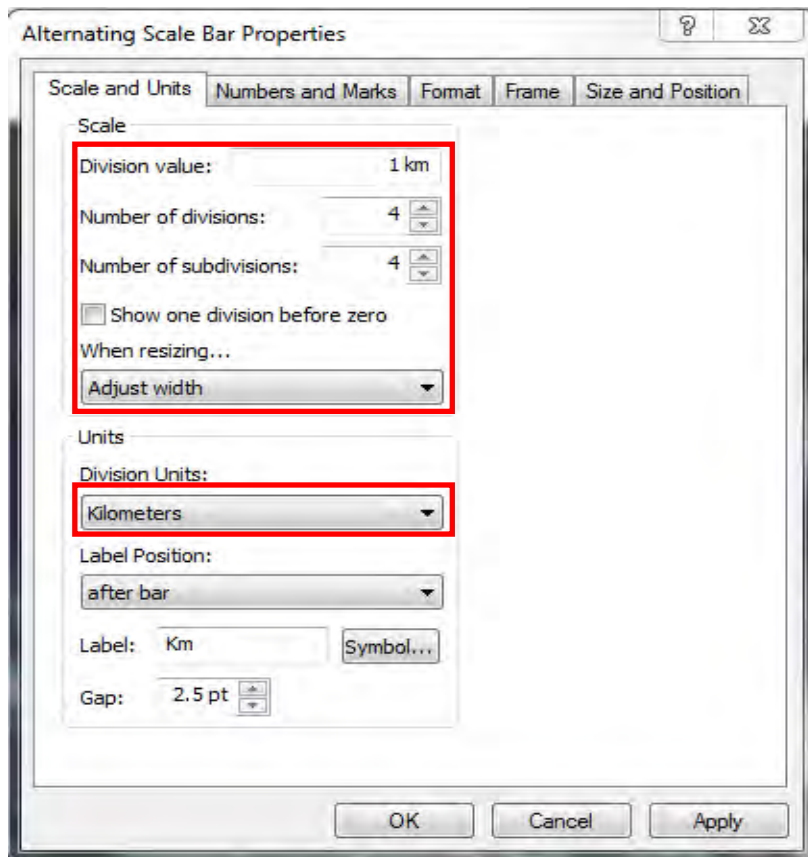 Alternating Scale Bar Properties
Scale and Units Numbers and Marks Format Frame Size and Position
Scale
Division value: 1 km
Number of divisions: 4
Number of subdivisions: 4
Show one division before zero
When resizing...
Adjust width
Units
Division Units:
Kilometers
Label Position:
after bar
Label: Km Symbol...
Gap: 2.5 pt
OK Cancel Apply